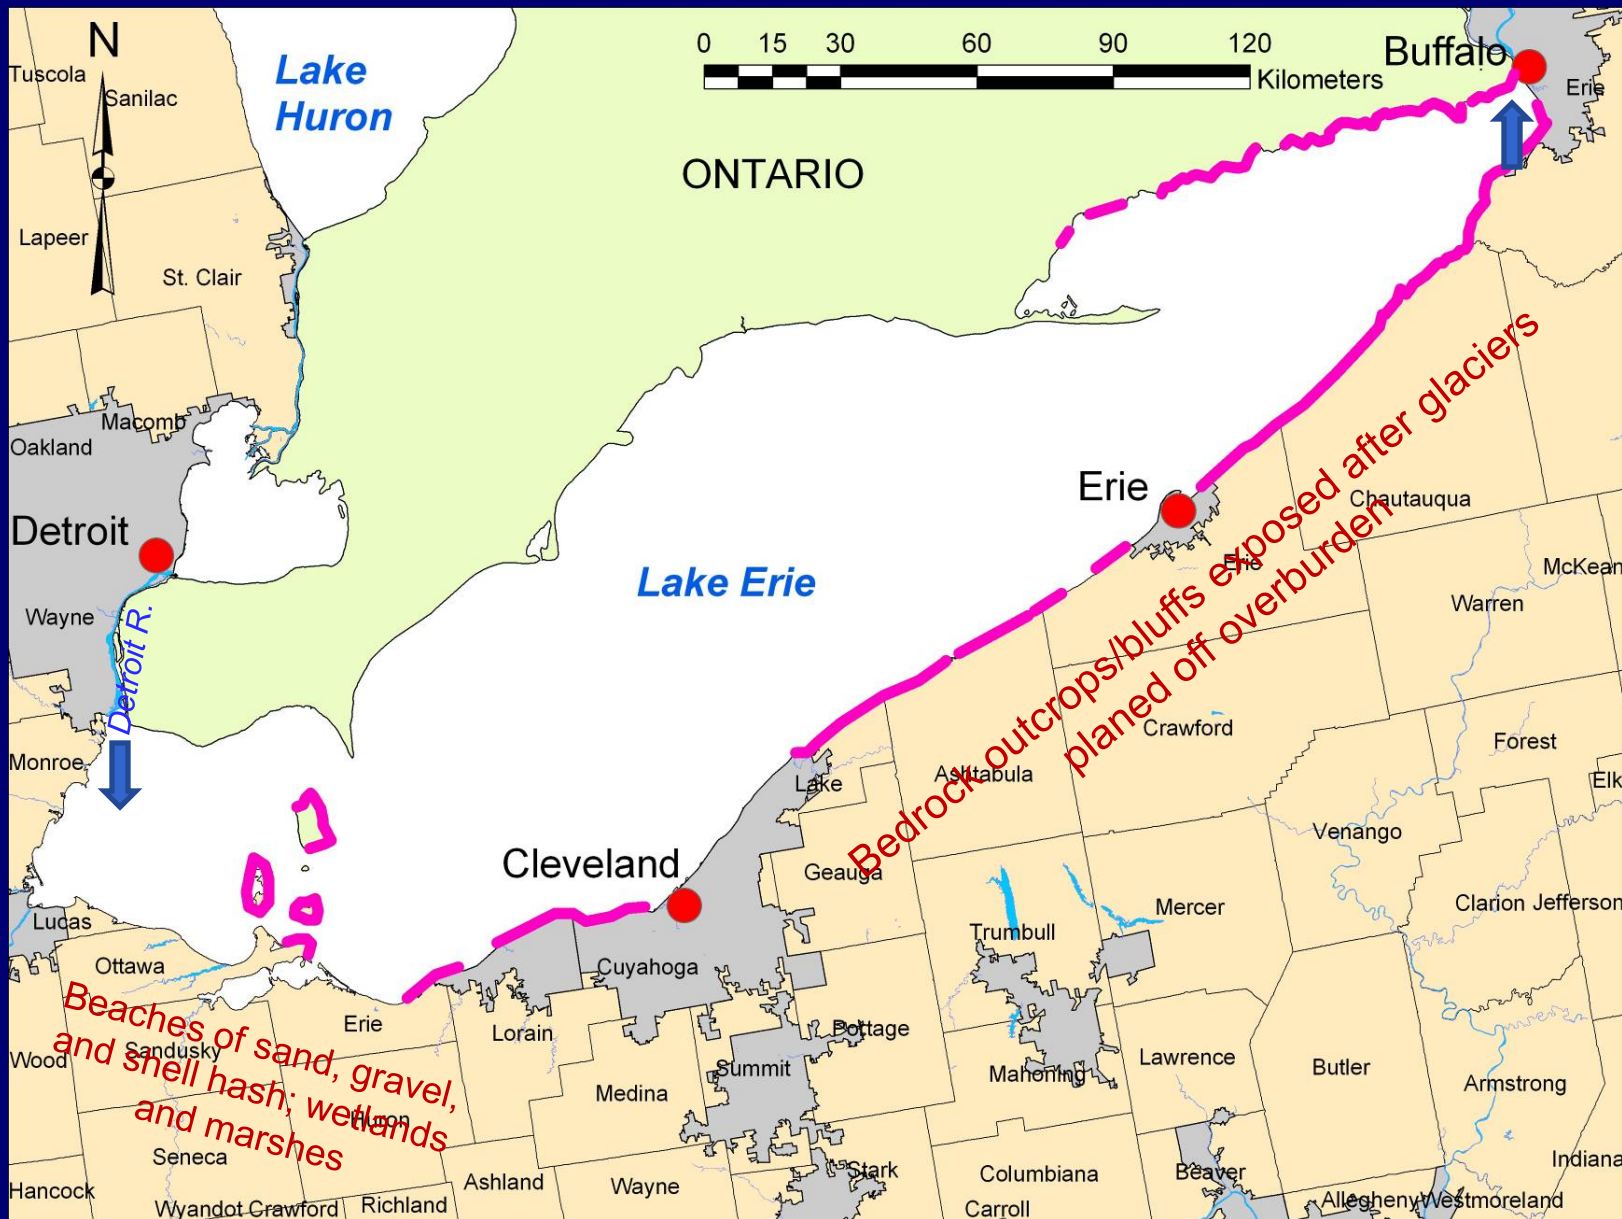 N
Tuscola
Sanilac
Lake
Huron
0 15 30 60 90 120
Kilometers
Buffalo
Erie
ONTARIO
Lapeer
St. Clair
Macomb
Oakland
Detroit
Wayne
Detroit R.
Monroe
Lake Erie
Erie
Erie
Chautauqua
McKean
Warren
Bedrock outcrops/bluffs exposed after glaciers
planed off overburden
Crawford
Forest
Elk
Lake
Ashtabula
Venango
Cleveland
Geauga
Lucas
Mercer
Clarion
Jefferson
Trumbull
Ottawa
Cuyahoga
Beaches of sand, gravel,
and shell hash; wetlands
and marshes
Erie
Lorain
Portage
Wood
Sandusky
Summit
Mahoning
Lawrence
Butler
Armstrong
Medina
Huron
Seneca
Hancock
Ashland
Wayne
Stark
Columbiana
Beaver
Indiana
Wyandot
Crawford
Richland
Carroll
Allegheny
Westmoreland